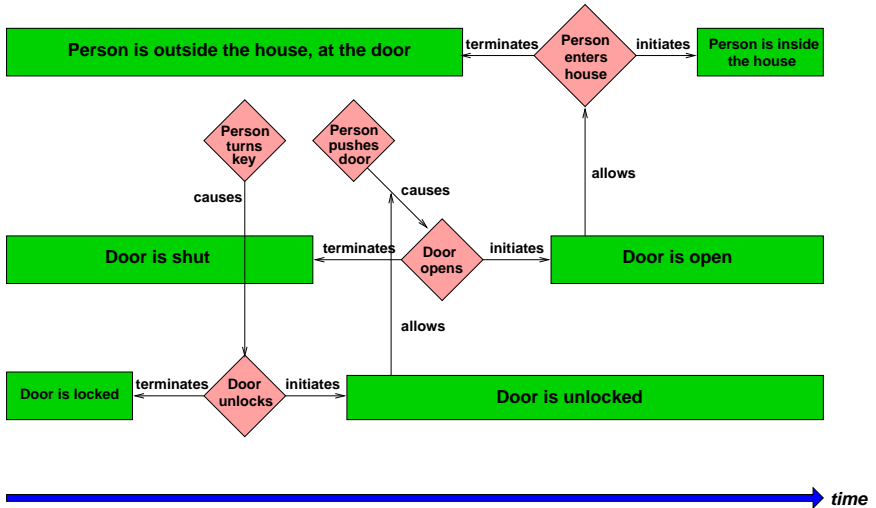 Person is outside the house, at the door
terminates
Person
enters
house
initiates
Person is inside
the house
Person
turns
key
Person
pushes
door
causes
causes
allows
Door is shut
terminates
Door
opens
initiates
Door is open
allows
Door is locked
terminates
Door
unlocks
initiates
Door is unlocked
time